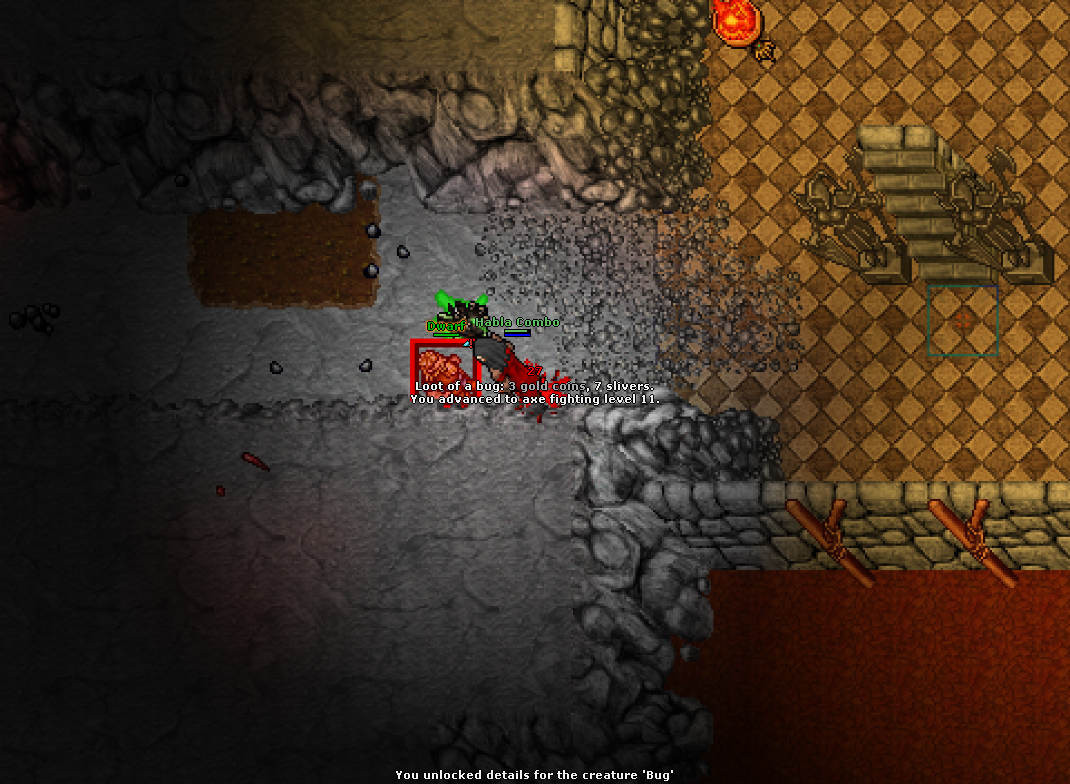 Dwarf
Habla Combo
27
Loot of a bug: 3 gold coins, 7 slivers.
You advanced to axe fighting level 11.
You unlocked details for the creature 'Bug'